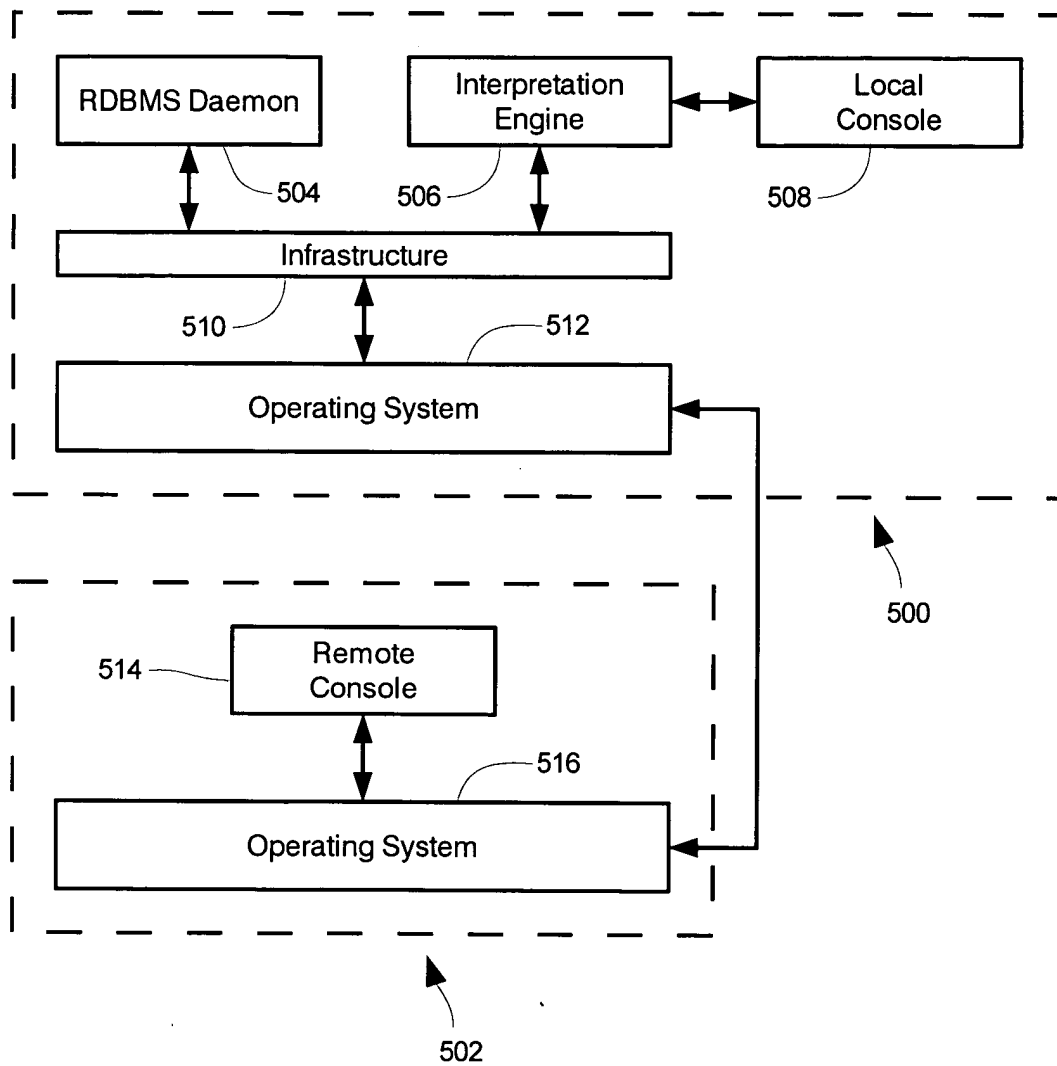 RDBMS Daemon
Interpretation
Engine
Local
Console
504
506
508
Infrastructure
510
512
Operating System
500
514
Remote
Console
516
Operating System
502